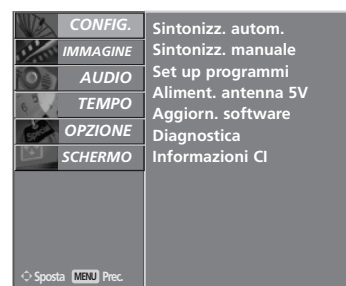 CONFIG.
IMMAGINE
AUDIO
TEMPO
OPZIONE
SCHERMO
Sintonizz. autom.
Sintonizz. manuale
Set up programmi
Aliment. antenna 5V
Aggiorn. software
Diagnostica
Informazioni CI
Sposta MENU Prec.